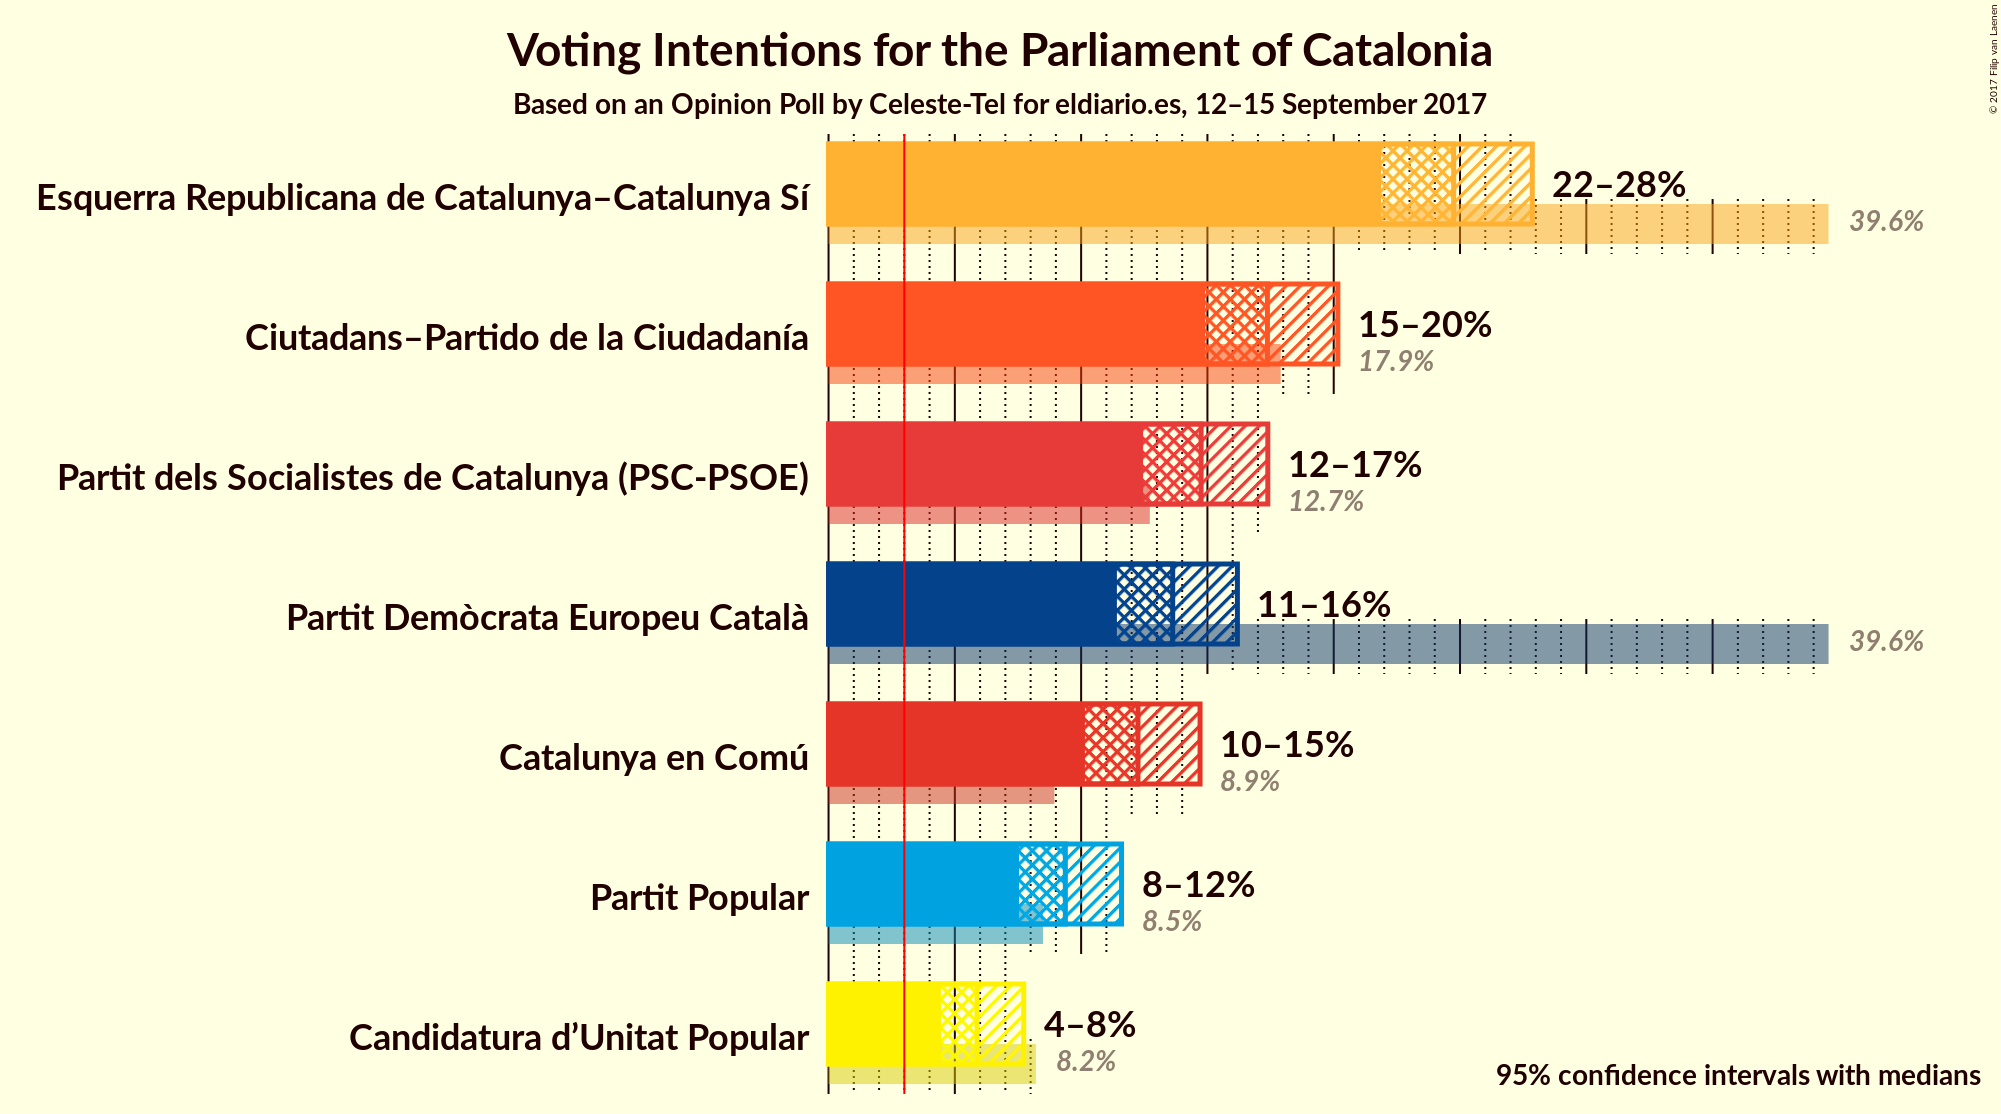 Voting Intentions for the Parliament of Catalonia
Based on an Opinion Poll by Celeste-Tel for eldiario.es, 12–15 September 2017
© 2017 Filip van Laenen
Esquerra Republicana de Catalunya–Catalunya Sí
22–28%
39.6%
Ciutadans–Partido de la Ciudadanía
15–20%
17.9%
Partit dels Socialistes de Catalunya (PSC-PSOE)
12–17%
12.7%
Partit Demòcrata Europeu Català
11–16%
39.6%
Catalunya en Comú
10–15%
8.9%
Partit Popular
8–12%
8.5%
Candidatura d’Unitat Popular
4–8%
8.2%
95% confidence intervals with medians